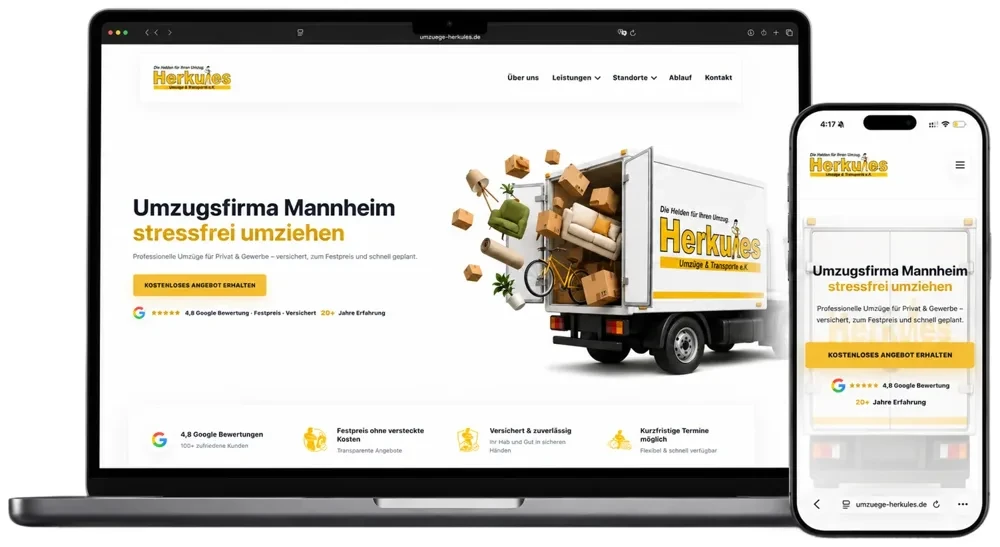 umzuege-herkules.de
Die Helden für Ihren Umzug.
Herkules
Umzüge & Transporte e.K.
Über uns
Leistungen
Standorte
Ablauf
Kontakt
Umzugsfirma Mannheim
stressfrei umziehen
Professionelle Umzüge für Privat & Gewerbe – versichert, zum Festpreis und schnell geplant.
KOSTENLOSES ANGEBOT ERHALTEN
4,8 Google Bewertung · Festpreis · Versichert 20+ Jahre Erfahrung
Die Helden für Ihren Umzug.
Herkules
Umzüge & Transporte e.K.
4,8 Google Bewertungen
100+ zufriedene Kunden
Festpreis ohne versteckte
Kosten
Transparente Angebote
Versichert & zuverlässig
Ihr Hab und Gut in sicheren
Händen
Kurzfristige Termine
möglich
Flexibel & schnell verfügbar
4:17
Die Helden für Ihren Umzug.
Herkules
Umzüge & Transporte e.K.
Umzugsfirma Mannheim
stressfrei umziehen
Professionelle Umzüge für Privat & Gewerbe –
versichert, zum Festpreis und schnell geplant.
KOSTENLOSES ANGEBOT ERHALTEN
4,8 Google Bewertung
20+ Jahre Erfahrung
umzuege-herkules.de